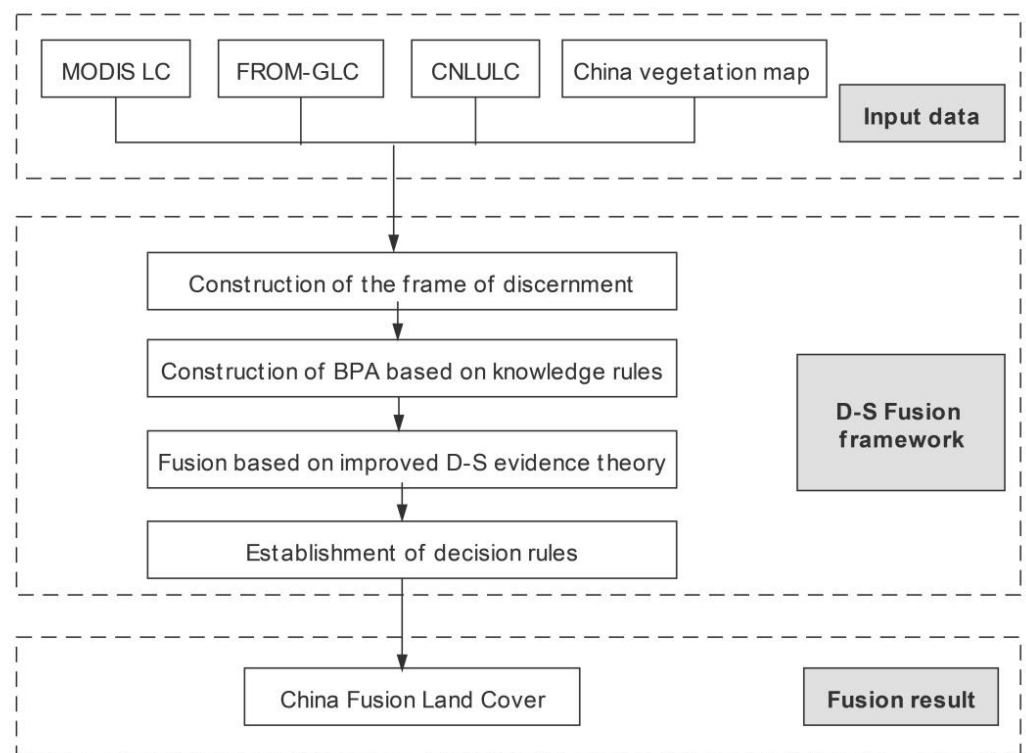 MODIS LC
FROM-GLC
CNLULC
China vegetation map
Input data
Construction of the frame of discernment
Construction of BPA based on knowledge rules
D-S Fusion
framework
Fusion based on improved D-S evidence theory
Establishment of decision rules
China Fusion Land Cover
Fusion result